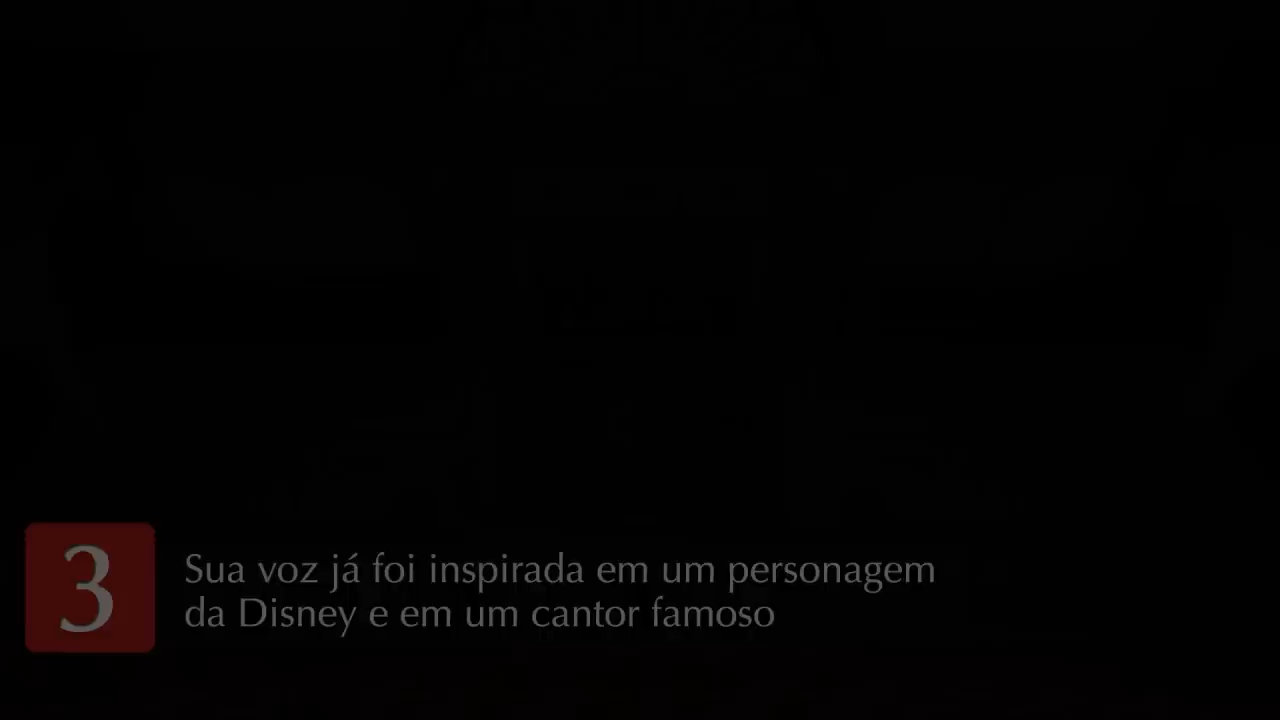 3
Sua voz já foi inspirada em um personagem
da Disney e em um cantor famoso